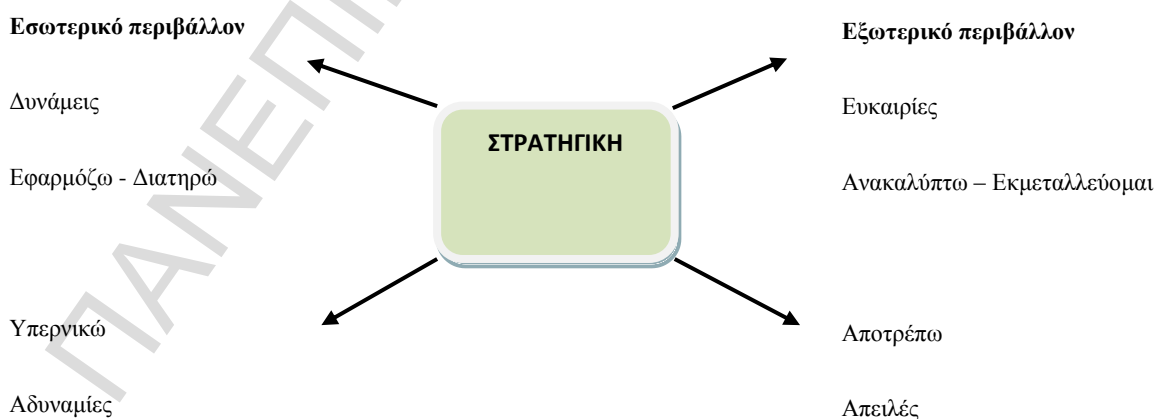 Εσωτερικό περιβάλλον
Δυνάμεις
Εφαρμόζω - Διατηρώ
Υπερνικώ
Αδυναμίες
ΣΤΡΑΤΗΓΙΚΗ
Εξωτερικό περιβάλλον
Ευκαιρίες
Ανακαλύπτω – Εκμεταλλεύομαι
Αποτρέπω
Απειλές